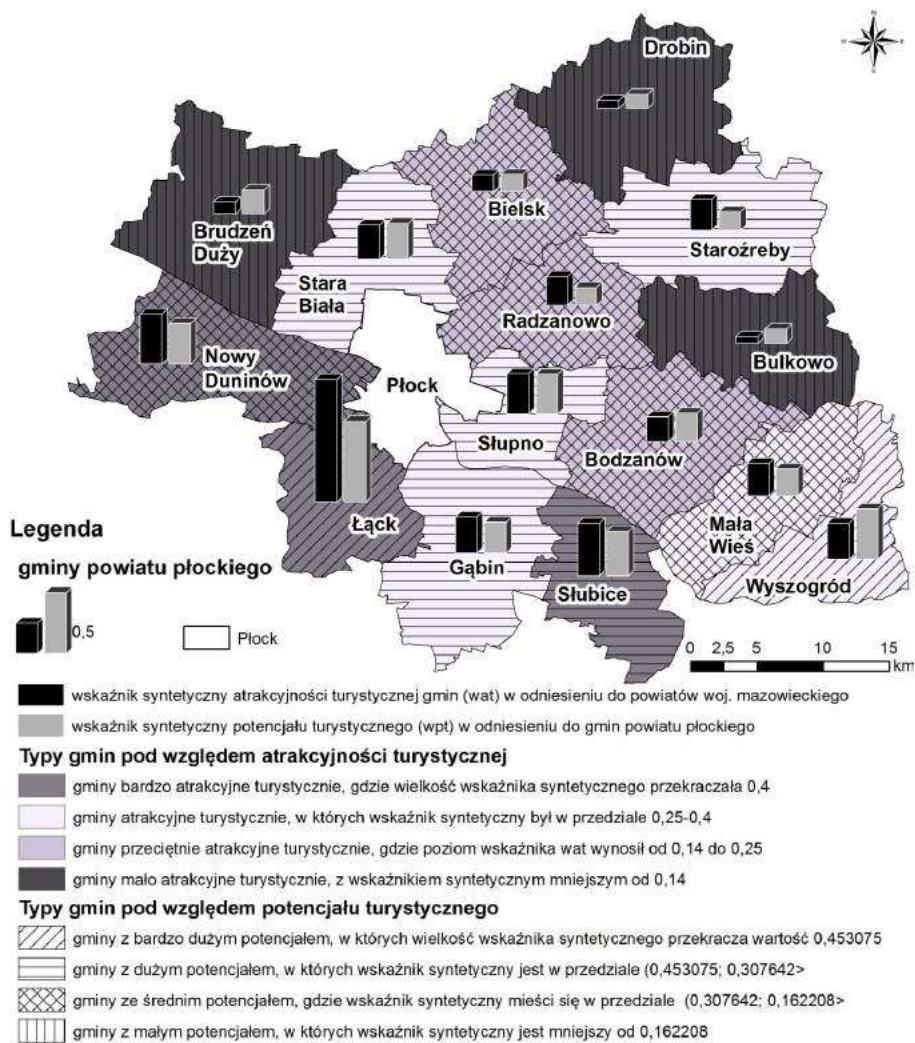 N
W
E
S
Drobin
Bielsk
Brudzeń
Duży
Staroźreby
Stara
Biała
Radzanowo
Nowy
Duninów
Bulkowo
Płock
Słupno
Bodzanów
Łąck
Mała
Wieś
Gąbin
Słubice
Wyszogród
0 2,5 5 10 15
km
Legenda
gminy powiatu płockiego
0,5
Płock
wskaźnik syntetyczny atrakcyjności turystycznej gmin (wat) w odniesieniu do powiatów woj. mazowieckiego
wskaźnik syntetyczny potencjału turystycznego (wpt) w odniesieniu do gmin powiatu płockiego
Typy gmin pod względem atrakcyjności turystycznej
gminy bardzo atrakcyjne turystycznie, gdzie wielkość wskaźnika syntetycznego przekraczała 0,4
gminy atrakcyjne turystycznie, w których wskaźnik syntetyczny był w przedziale 0,25-0,4
gminy przeciętnie atrakcyjne turystycznie, gdzie poziom wskaźnika wat wynosił od 0,14 do 0,25
gminy mało atrakcyjne turystycznie, z wskaźnikiem syntetycznym mniejszym od 0,14
Typy gmin pod względem potencjału turystycznego
gminy z bardzo dużym potencjałem, w których wielkość wskaźnika syntetycznego przekracza wartość 0,453075
gminy z dużym potencjałem, w których wskaźnik syntetyczny jest w przedziale (0,453075; 0,307642>
gminy ze średnim potencjałem, gdzie wskaźnik syntetyczny mieści się w przedziale (0,307642; 0,162208>
gminy z małym potencjałem, w których wskaźnik syntetyczny jest mniejszy od 0,162208